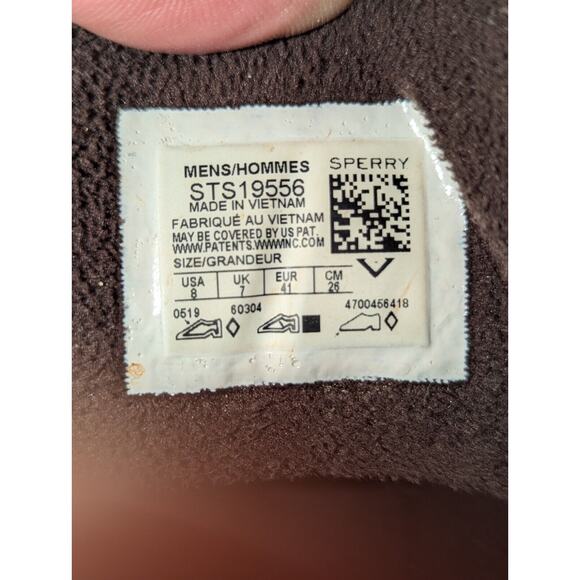 MENS/HOMMES
SPERRY
STS19556
MADE IN VIETNAM
FABRIQUÉ AU VIETNAM
MAY BE COVERED BY US PAT.
WWW.PATENTS.WWWINC.COM
SIZE/GRANDEUR
USA UK EUR CM
8 7 41 26
0519 60304 4700456418